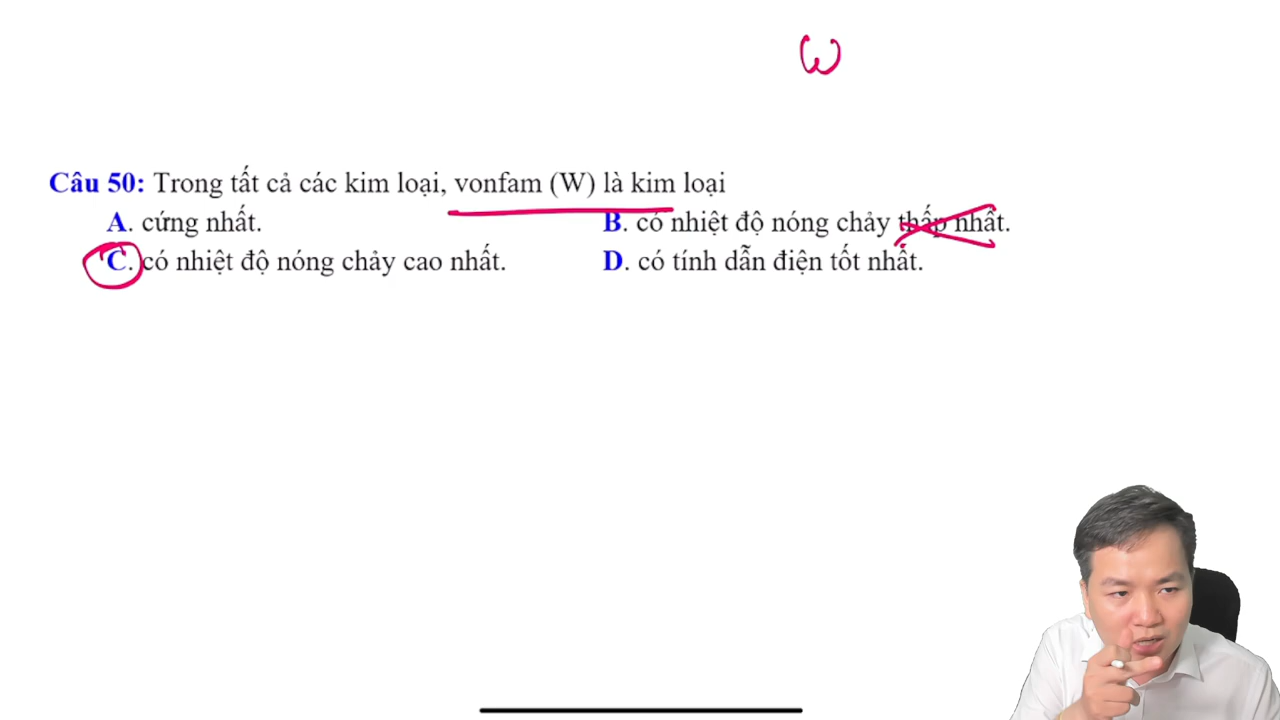 W
Câu 50: Trong tất cả các kim loại, vonfam (W) là kim loại
A. cứng nhất. B. có nhiệt độ nóng chảy thấp nhất.
C. có nhiệt độ nóng chảy cao nhất. D. có tính dẫn điện tốt nhất.